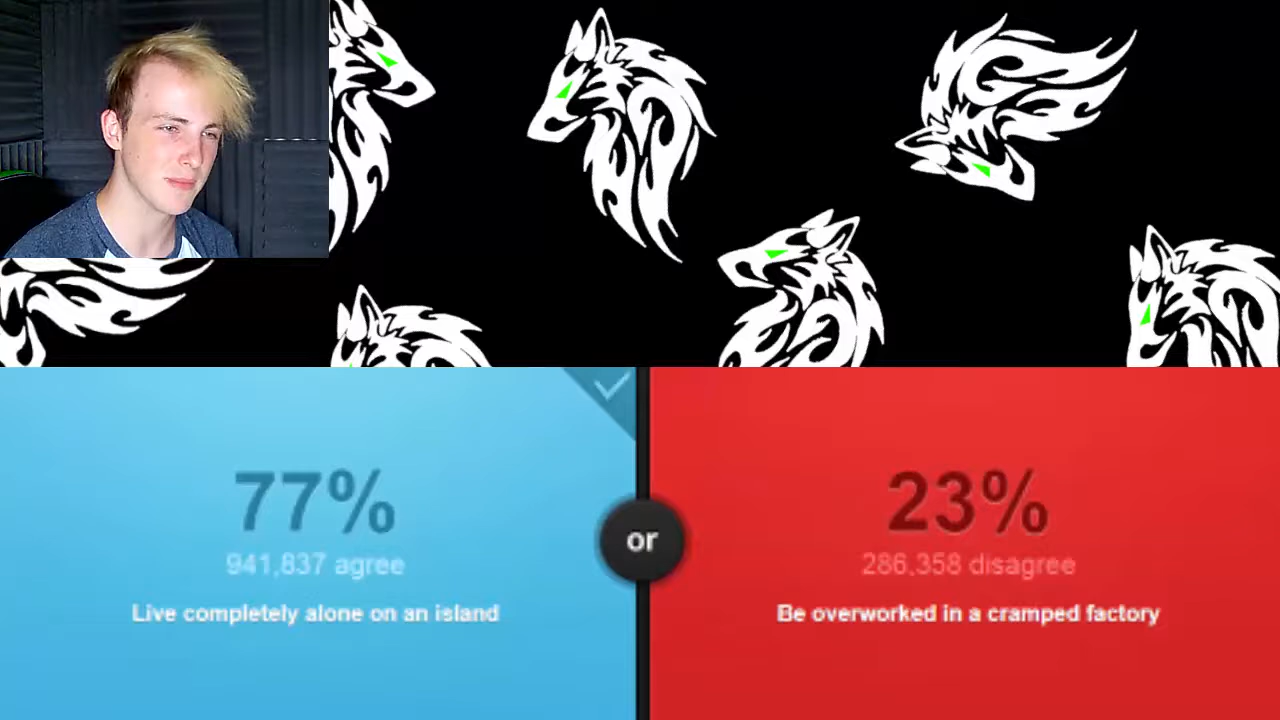 77%
941,837 agree
Live completely alone on an island
or
23%
286,358 disagree
Be overworked in a cramped factory